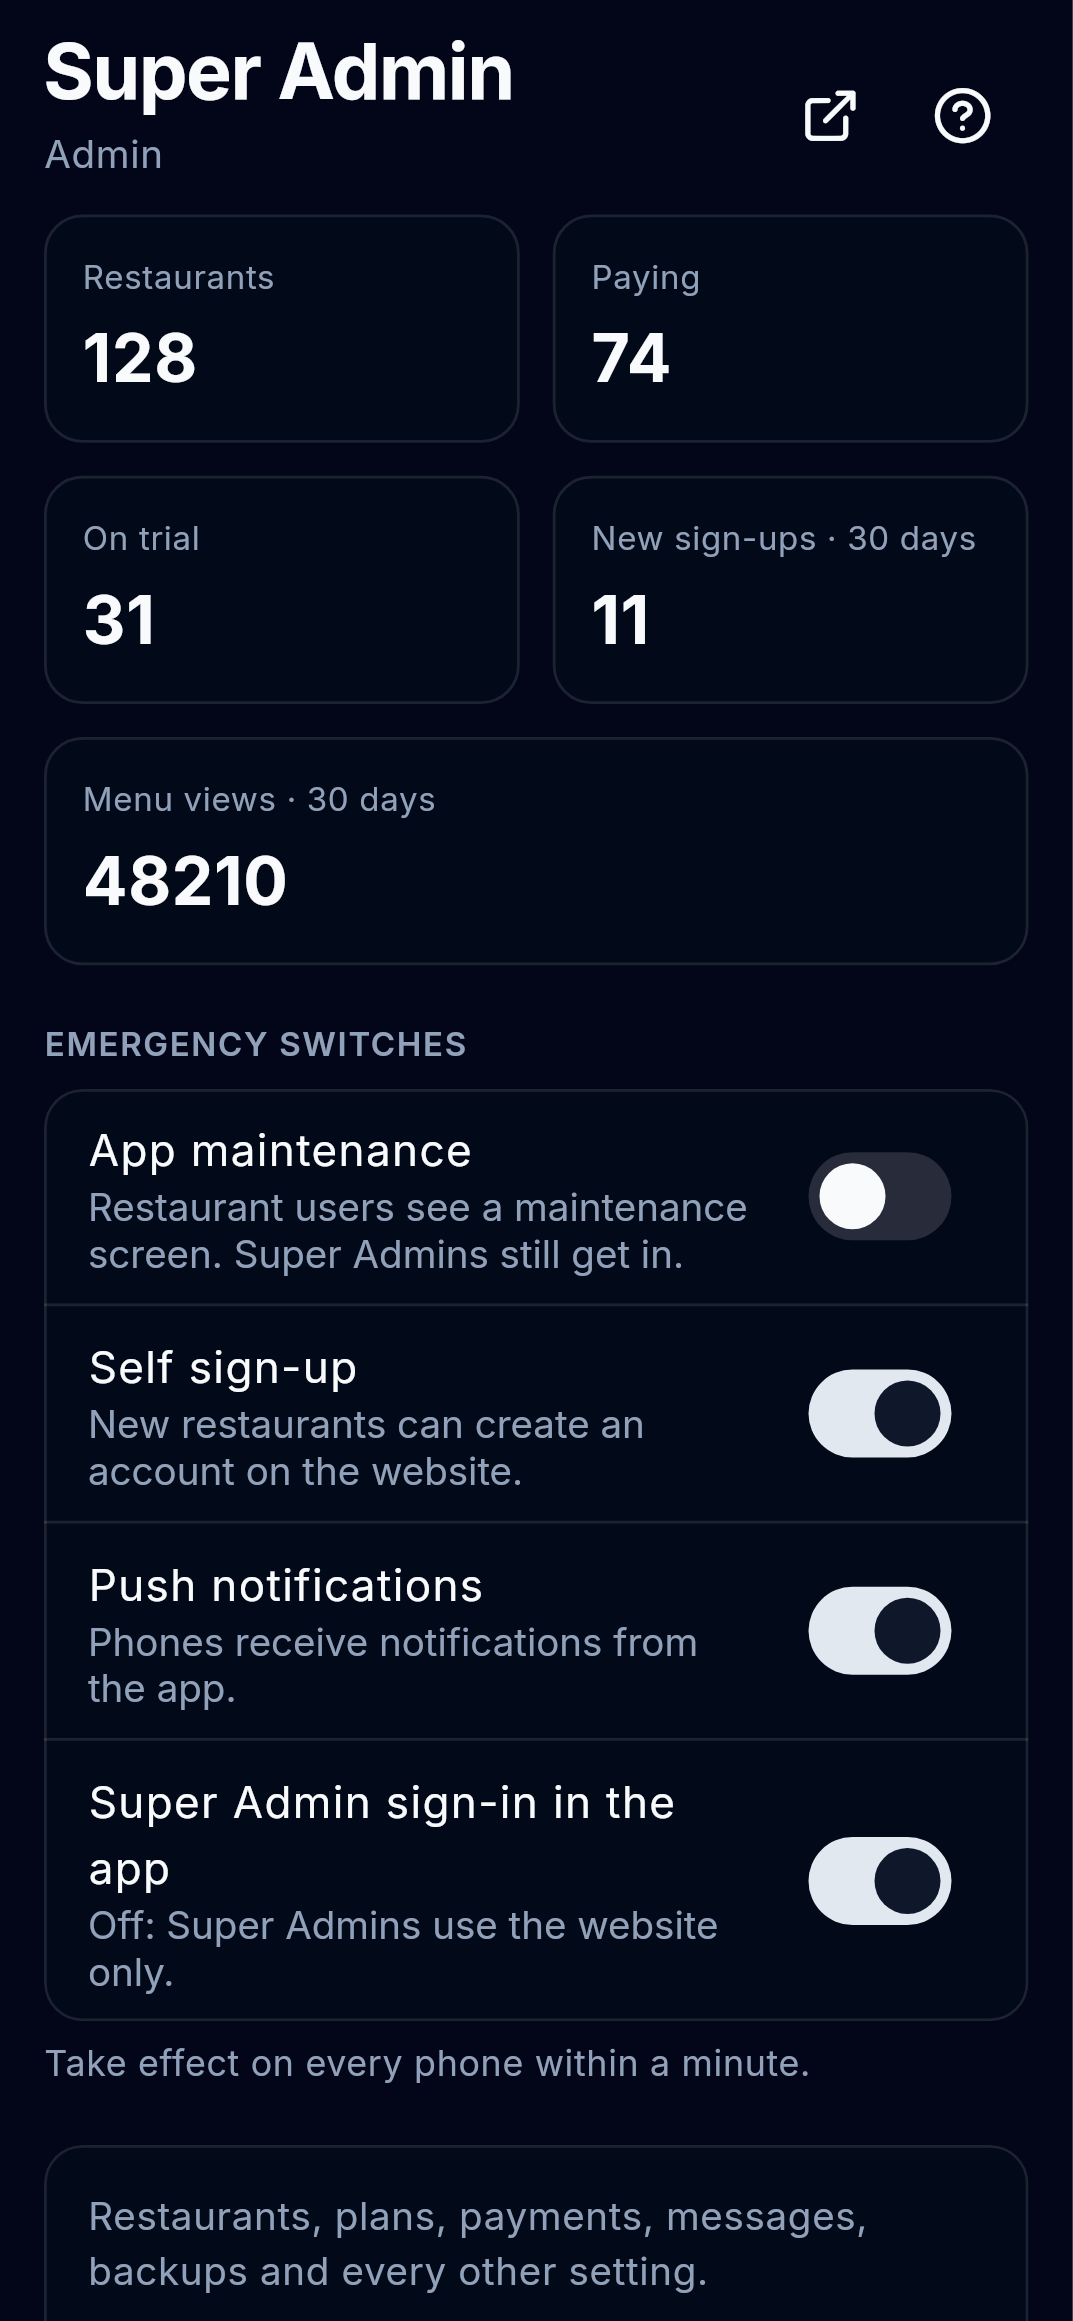 Super Admin
Admin
Restaurants
128
Paying
74
On trial
31
New sign-ups · 30 days
11
Menu views · 30 days
48210
EMERGENCY SWITCHES
App maintenance
Restaurant users see a maintenance
screen. Super Admins still get in.
Self sign-up
New restaurants can create an
account on the website.
Push notifications
Phones receive notifications from
the app.
Super Admin sign-in in the
app
Off: Super Admins use the website
only.
Take effect on every phone within a minute.
Restaurants, plans, payments, messages,
backups and every other setting.